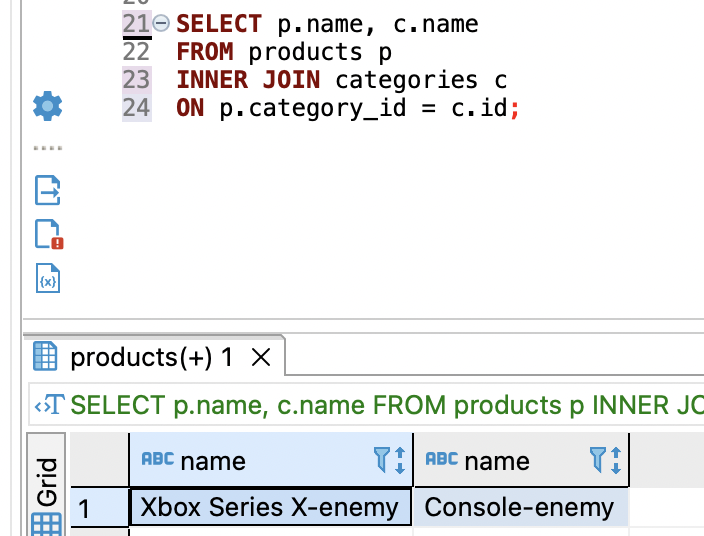 21 SELECT p.name, c.name
22 FROM products p
23 INNER JOIN categories c
24 ON p.category_id = c.id;
products(+) 1
SELECT p.name, c.name FROM products p INNER JO
Grid
ABC name ABC name
1 Xbox Series X-enemy Console-enemy